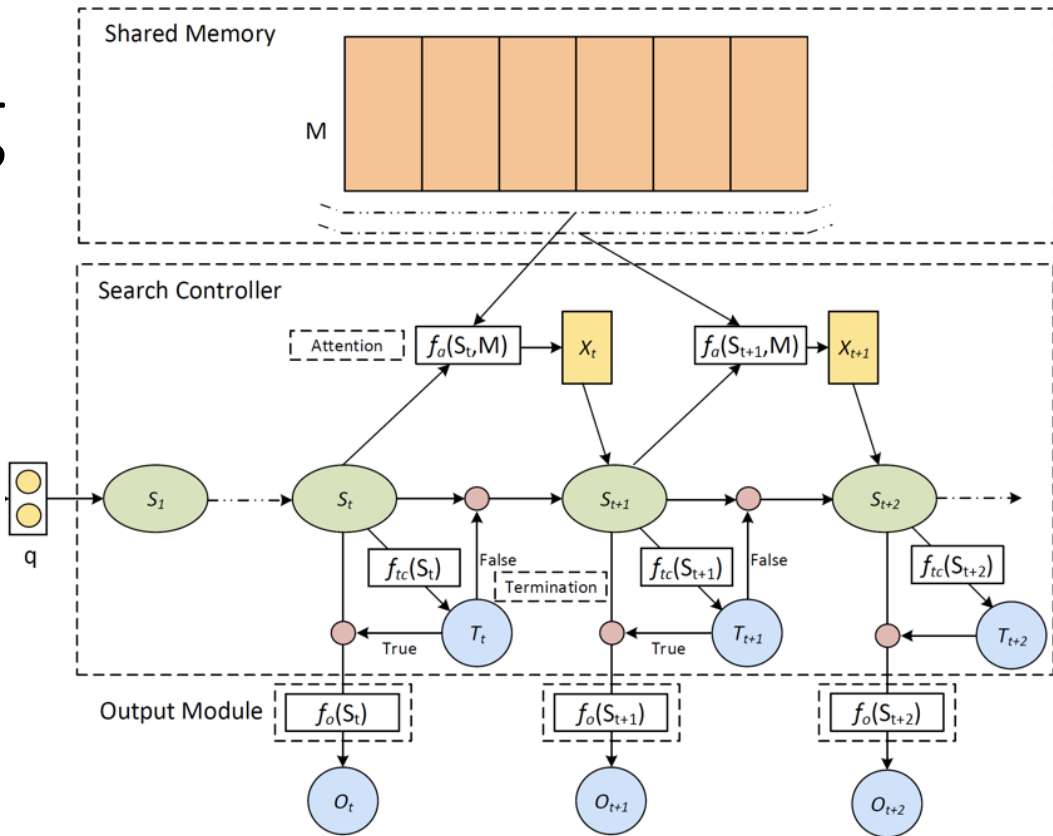 Shared Memory
M
Search Controller
Attention
fa(St,M)
Xt
fa(St+1,M)
Xt+1
S1
St
St+1
St+2
q
ftc(St)
False
Termination
ftc(St+1)
False
ftc(St+2)
Tt
True
Tt+1
True
Tt+2
Output Module
fo(St)
fo(St+1)
fo(St+2)
Ot
Ot+1
Ot+2